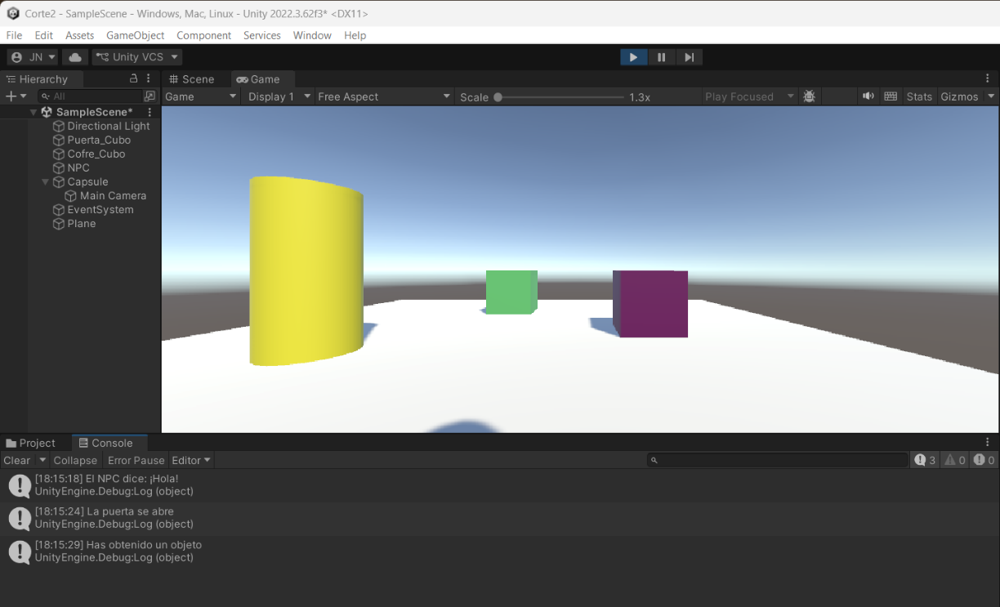 Corte2 - SampleScene - Windows, Mac, Linux - Unity 2022.3.62f3* <DX11>
File Edit Assets GameObject Component Services Window Help
JN Unity VCS
Hierarchy Scene Game
All Game Display 1 Free Aspect Scale 1.3x Play Focused Stats Gizmos
SampleScene*
Directional Light
Puerta_Cubo
Cofre_Cubo
NPC
Capsule
Main Camera
EventSystem
Plane
Project Console
Clear Collapse Error Pause Editor 3 0 0
[18:15:18] El NPC dice: ¡Hola!
UnityEngine.Debug:Log (object)
[18:15:24] La puerta se abre
UnityEngine.Debug:Log (object)
[18:15:29] Has obtenido un objeto
UnityEngine.Debug:Log (object)